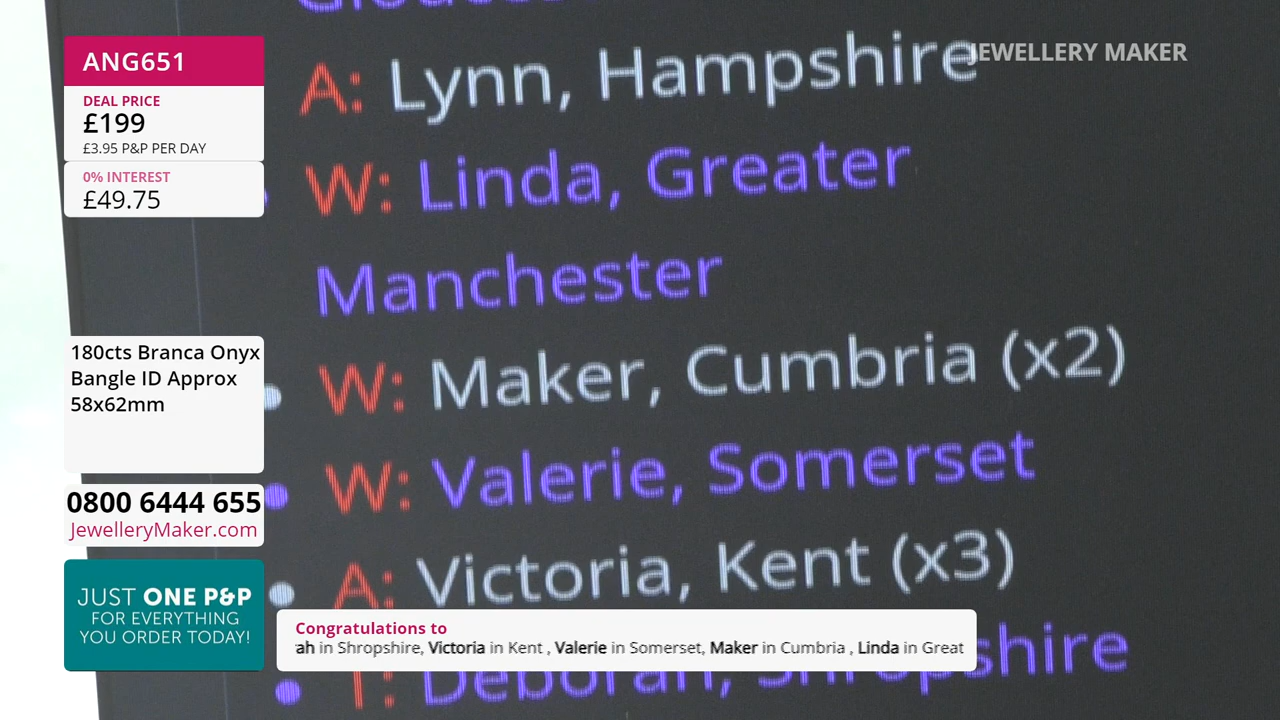 ANG651
DEAL PRICE
£199
£3.95 P&P PER DAY
0% INTEREST
£49.75
180cts Branca Onyx
Bangle ID Approx
58x62mm
0800 6444 655
JewelleryMaker.com
JUST ONE P&P
FOR EVERYTHING
YOU ORDER TODAY!
JEWELLERY MAKER
A: Lynn, Hampshire
W: Linda, Greater
Manchester
W: Maker, Cumbria (x2)
W: Valerie, Somerset
A: Victoria, Kent (x3)
T: Deborah, Shropshire
Congratulations to
ah in Shropshire, Victoria in Kent , Valerie in Somerset, Maker in Cumbria , Linda in Great